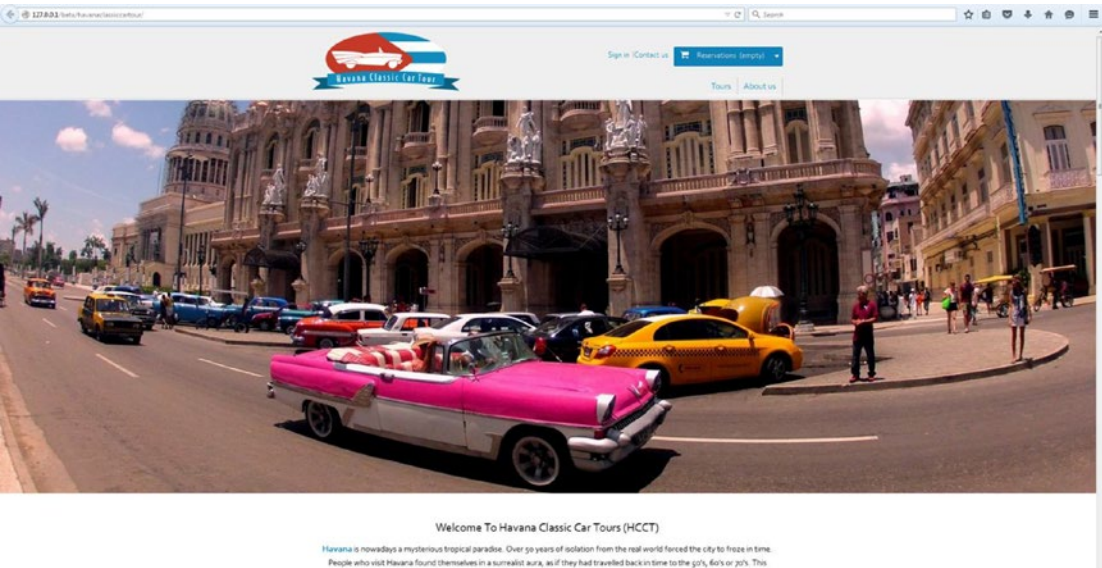 127.0.0.1/beta/havanaclassiccartour/
Search
Havana Classic Car Tour
Sign in |Contact us
Reservations (empty)
Tours
About us
Welcome To Havana Classic Car Tours (HCCT)
Havana is nowadays a mysterious tropical paradise. Over 50 years of isolation from the real world forced the city to froze in time.
People who visit Havana found themselves in a surrealist aura, as if they had travelled back in time to the 50's, 60's or 70's. This